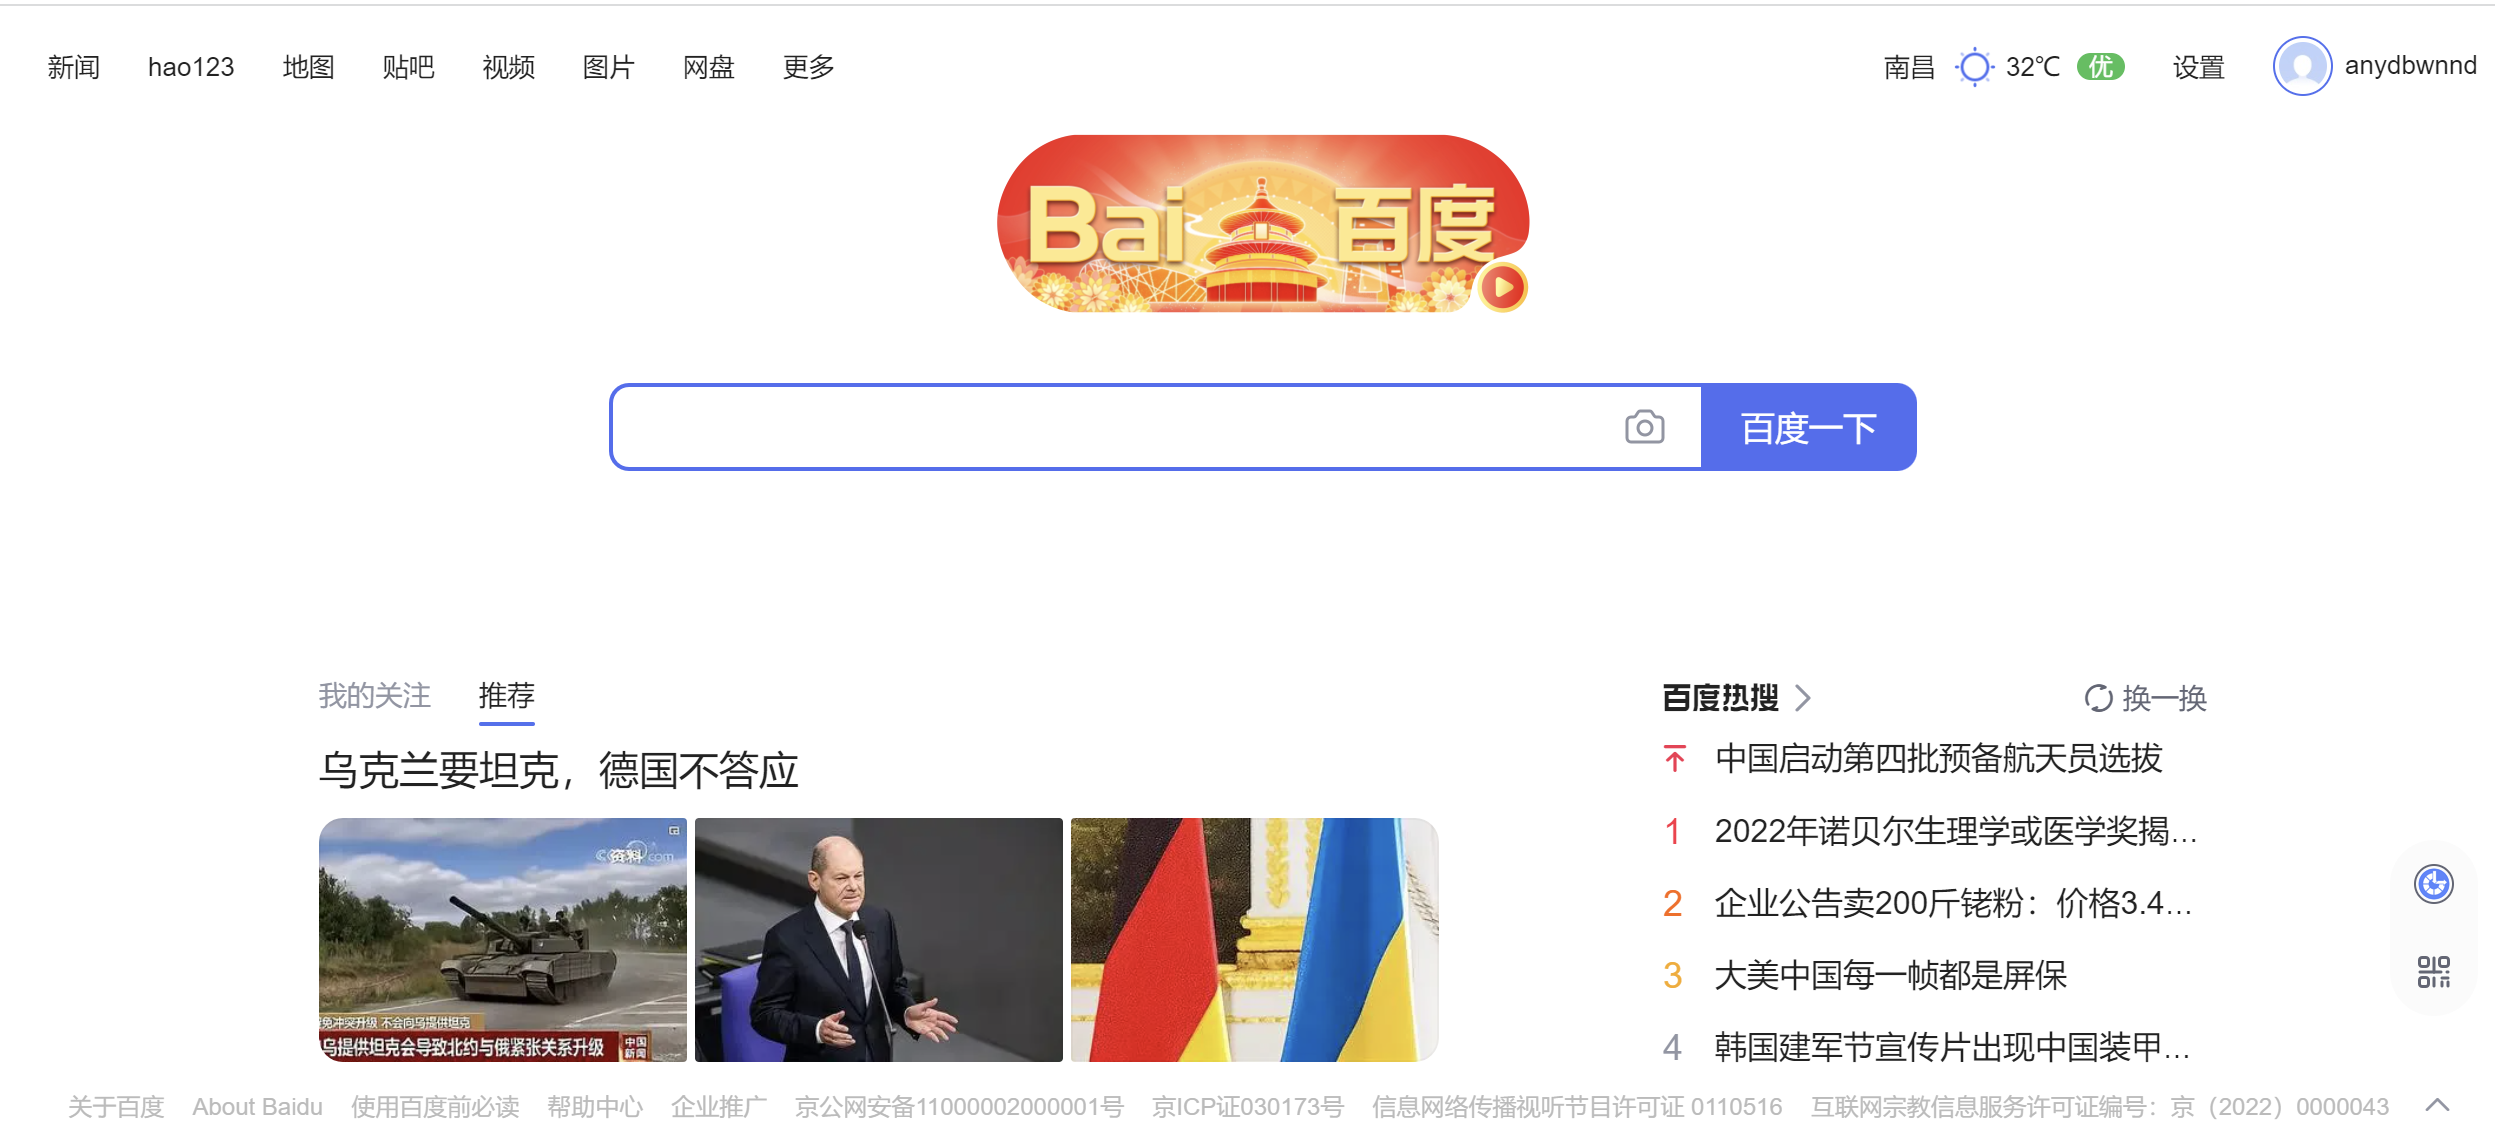 新闻 hao123 地图 贴吧 视频 图片 网盘 更多 南昌 32℃ 优 设置 anydbwnnd
Bai 百度
百度一下
我的关注 推荐
乌克兰要坦克，德国不答应
资料
免冲突升级 不会向乌提供坦克
乌提供坦克会导致北约与俄紧张关系升级 中国新闻
百度热搜 换一换
中国启动第四批预备航天员选拔
1 2022年诺贝尔生理学或医学奖揭...
2 企业公告卖200斤铑粉：价格3.4...
3 大美中国每一帧都是屏保
4 韩国建军节宣传片出现中国装甲...
关于百度 About Baidu 使用百度前必读 帮助中心 企业推广 京公网安备11000002000001号 京ICP证030173号 信息网络传播视听节目许可证 0110516 互联网宗教信息服务许可证编号：京（2022）0000043